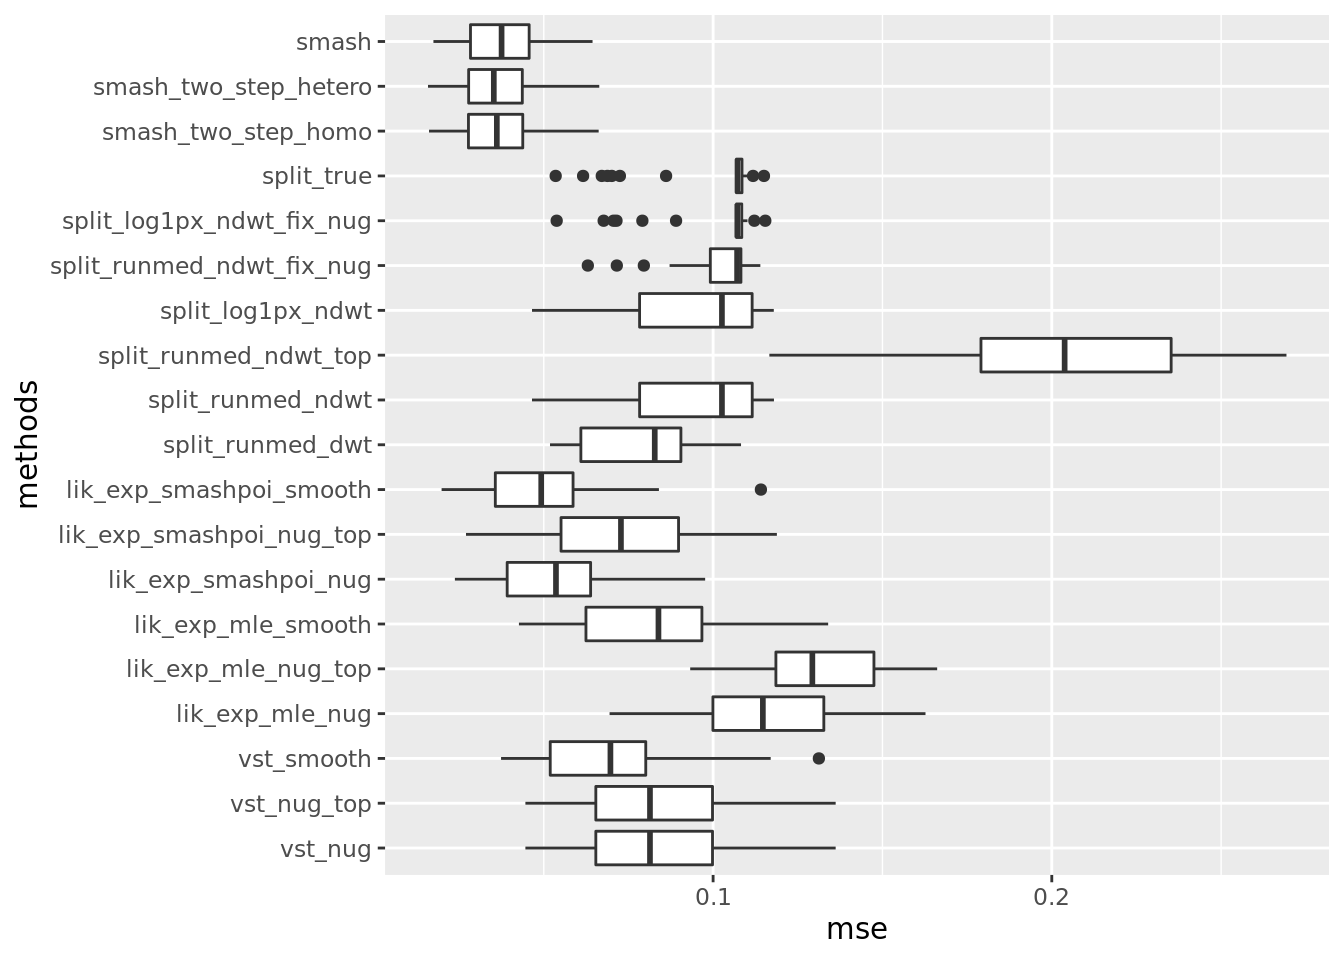 smash
smash_two_step_hetero
smash_two_step_homo
split_true
split_log1px_ndwt_fix_nug
split_runmed_ndwt_fix_nug
split_log1px_ndwt
split_runmed_ndwt_top
split_runmed_ndwt
split_runmed_dwt
lik_exp_smashpoi_smooth
lik_exp_smashpoi_nug_top
lik_exp_smashpoi_nug
lik_exp_mle_smooth
lik_exp_mle_nug_top
lik_exp_mle_nug
vst_smooth
vst_nug_top
vst_nug
methods
0.1 0.2
mse